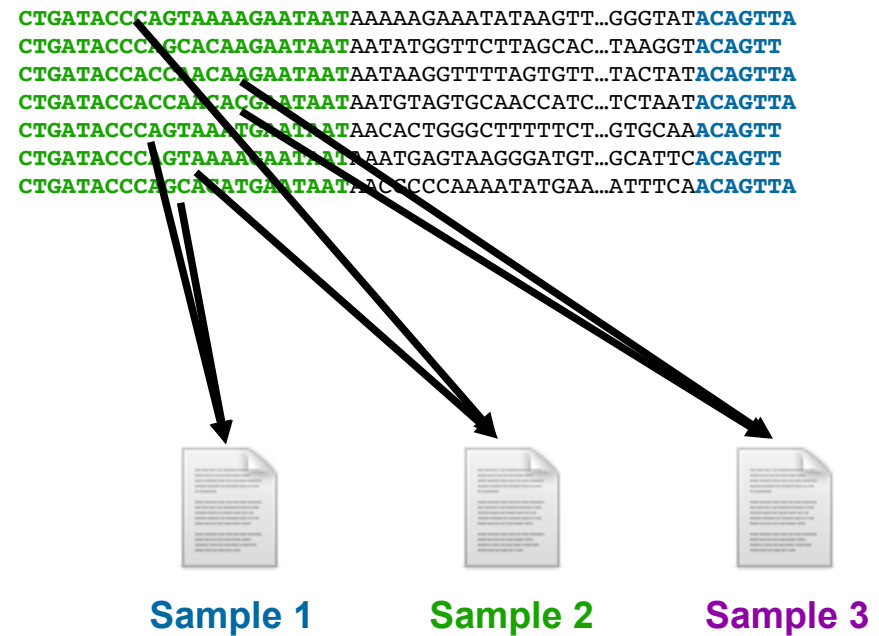 CTGATACCCAGTAAAAGAATAATAAAAAGAAATATAAGTT…GGGTATACAGTTA
CTGATACCCAGCACAAGAATAATAATATGGTTCTTAGCAC…TAAGGTACAGTT
CTGATACCACCAACAAGAATAATAATAAGGTTTTAGTGTT…TACTATACAGTTA
CTGATACCACCAACACGAATAATAATGTAGTGCAACCATC…TCTAATACAGTTA
CTGATACCCAGTAAATGAATAATAACACTGGGCTTTTTCT…GTGCAAACAGTT
CTGATACCCAGTAAAAGAATAATAAATGAGTAAGGGATGT…GCATTCACAGTT
CTGATACCCAGCACATGAATAATAACGCCCAAAATATGAA…ATTTCAACAGTTA
Sample 1 Sample 2 Sample 3